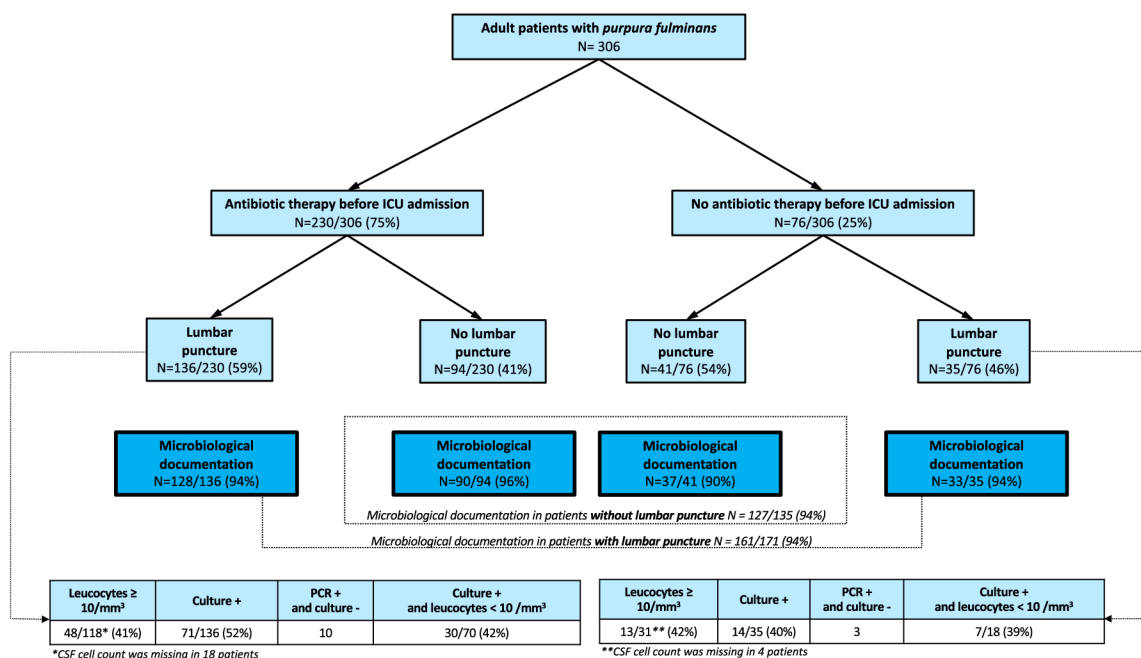 Adult patients with purpura fulminans
N= 306
Antibiotic therapy before ICU admission
N=230/306 (75%)
No antibiotic therapy before ICU admission
N=76/306 (25%)
Lumbar
puncture
N=136/230 (59%)
No lumbar
puncture
N=94/230 (41%)
No lumbar
puncture
N=41/76 (54%)
Lumbar
puncture
N=35/76 (46%)
Microbiological
documentation
N=128/136 (94%)
Microbiological
documentation
N=90/94 (96%)
Microbiological
documentation
N=37/41 (90%)
Microbiological
documentation
N=33/35 (94%)
Microbiological documentation in patients without lumbar puncture N = 127/135 (94%)
Microbiological documentation in patients with lumbar puncture N = 161/171 (94%)
Leucocytes ≥
10/mm³
Culture +
PCR +
and culture -
Culture +
and leucocytes < 10 /mm³
48/118* (41%)
71/136 (52%)
10
30/70 (42%)
*CSF cell count was missing in 18 patients
Leucocytes ≥
10/mm³
Culture +
PCR +
and culture -
Culture +
and leucocytes < 10 /mm³
13/31** (42%)
14/35 (40%)
3
7/18 (39%)
**CSF cell count was missing in 4 patients